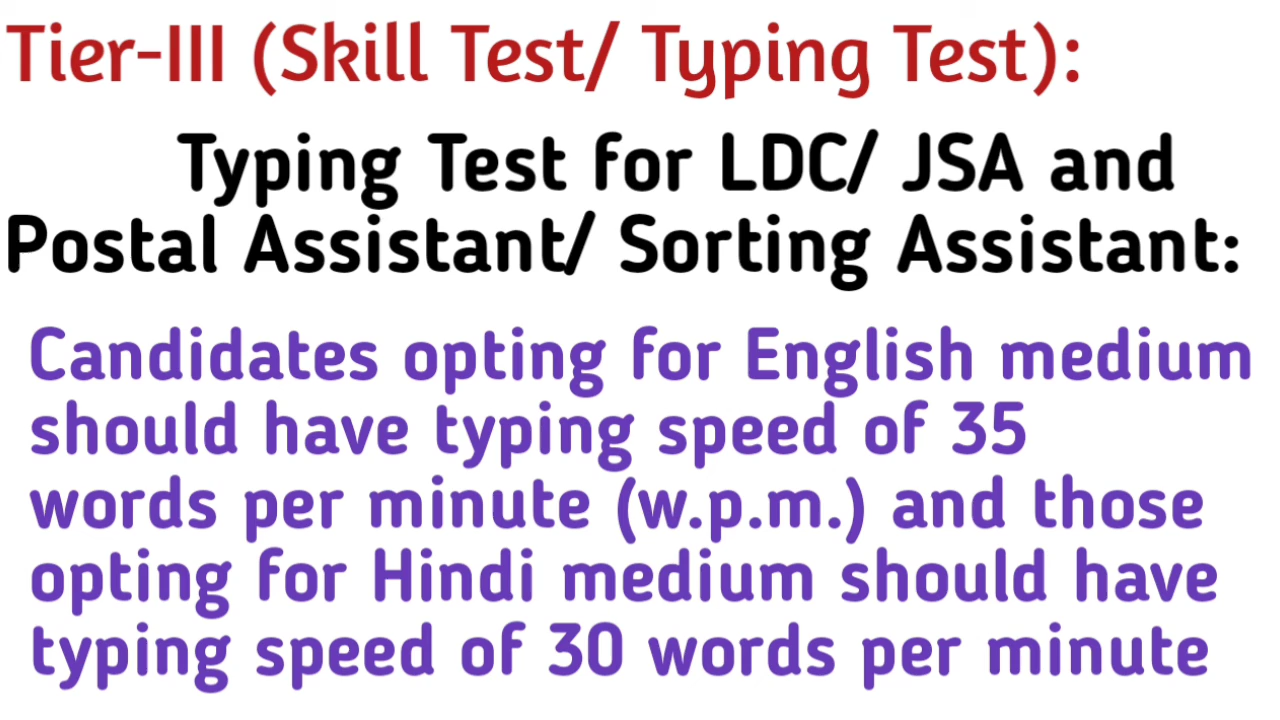 Tier-III (Skill Test/ Typing Test):
Typing Test for LDC/ JSA and
Postal Assistant/ Sorting Assistant:
Candidates opting for English medium
should have typing speed of 35
words per minute (w.p.m.) and those
opting for Hindi medium should have
typing speed of 30 words per minute